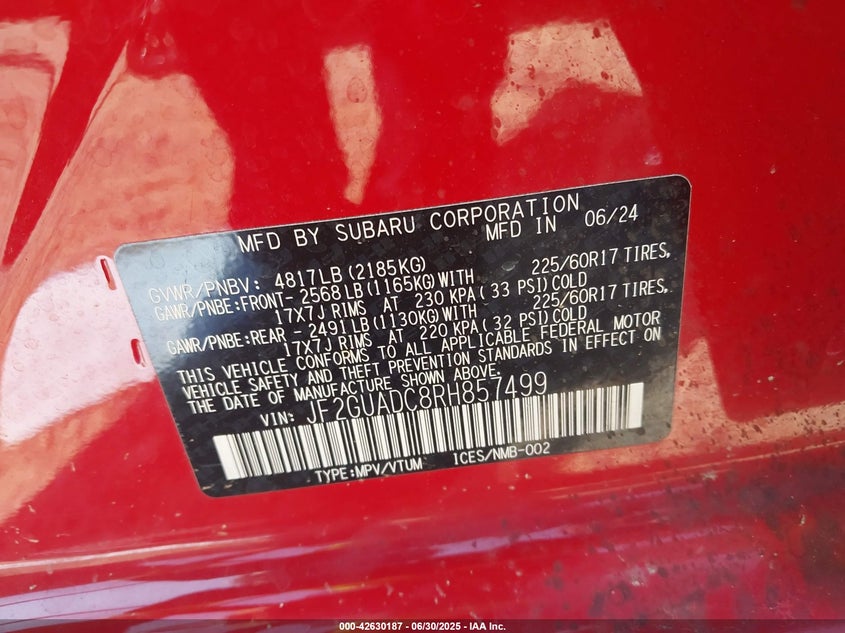 MFD BY SUBARU CORPORATION
MFD IN 06/24
GVWR/PNBV: 4817LB(2185KG)
GAWR/PNBE:FRONT- 2568LB(1165KG)WITH 225/60R17 TIRES,
17X7J RIMS AT 230 KPA( 33 PSI)COLD
GAWR/PNBE:REAR - 2491LB(1130KG)WITH 225/60R17 TIRES,
17X7J RIMS AT 220 KPA( 32 PSI)COLD
THIS VEHICLE CONFORMS TO ALL APPLICABLE FEDERAL MOTOR
VEHICLE SAFETY AND THEFT PREVENTION STANDARDS IN EFFECT ON
THE DATE OF MANUFACTURE SHOWN ABOVE.
VIN: JF2GUADC8RH857499
TYPE:MPV/VTUM ICES/NMB-002
000-42630187 - 06/30/2025 - IAA Inc.